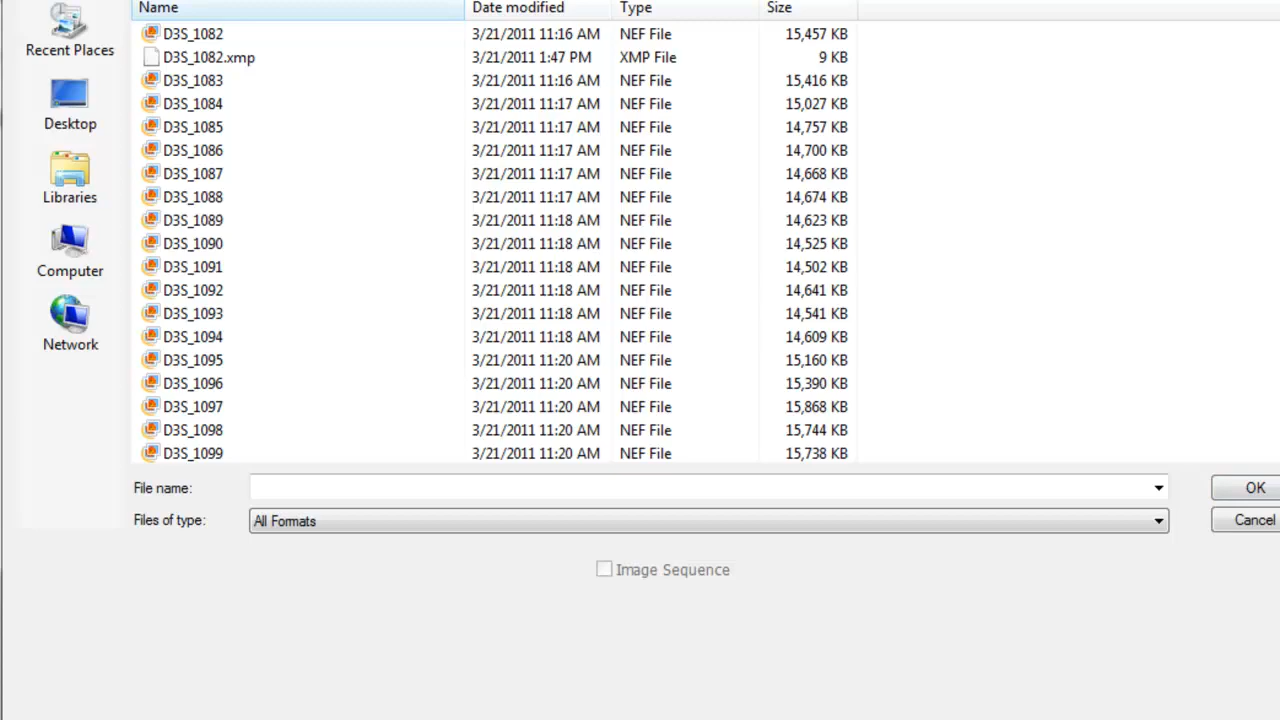 Name Date modified Type Size
Recent Places
Desktop
Libraries
Computer
Network
D3S_1082 3/21/2011 11:16 AM NEF File 15,457 KB
D3S_1082.xmp 3/21/2011 1:47 PM XMP File 9 KB
D3S_1083 3/21/2011 11:16 AM NEF File 15,416 KB
D3S_1084 3/21/2011 11:17 AM NEF File 15,027 KB
D3S_1085 3/21/2011 11:17 AM NEF File 14,757 KB
D3S_1086 3/21/2011 11:17 AM NEF File 14,700 KB
D3S_1087 3/21/2011 11:17 AM NEF File 14,668 KB
D3S_1088 3/21/2011 11:17 AM NEF File 14,674 KB
D3S_1089 3/21/2011 11:18 AM NEF File 14,623 KB
D3S_1090 3/21/2011 11:18 AM NEF File 14,525 KB
D3S_1091 3/21/2011 11:18 AM NEF File 14,502 KB
D3S_1092 3/21/2011 11:18 AM NEF File 14,641 KB
D3S_1093 3/21/2011 11:18 AM NEF File 14,541 KB
D3S_1094 3/21/2011 11:18 AM NEF File 14,609 KB
D3S_1095 3/21/2011 11:20 AM NEF File 15,160 KB
D3S_1096 3/21/2011 11:20 AM NEF File 15,390 KB
D3S_1097 3/21/2011 11:20 AM NEF File 15,868 KB
D3S_1098 3/21/2011 11:20 AM NEF File 15,744 KB
D3S_1099 3/21/2011 11:20 AM NEF File 15,738 KB
File name: OK
Files of type: All Formats Cancel
Image Sequence